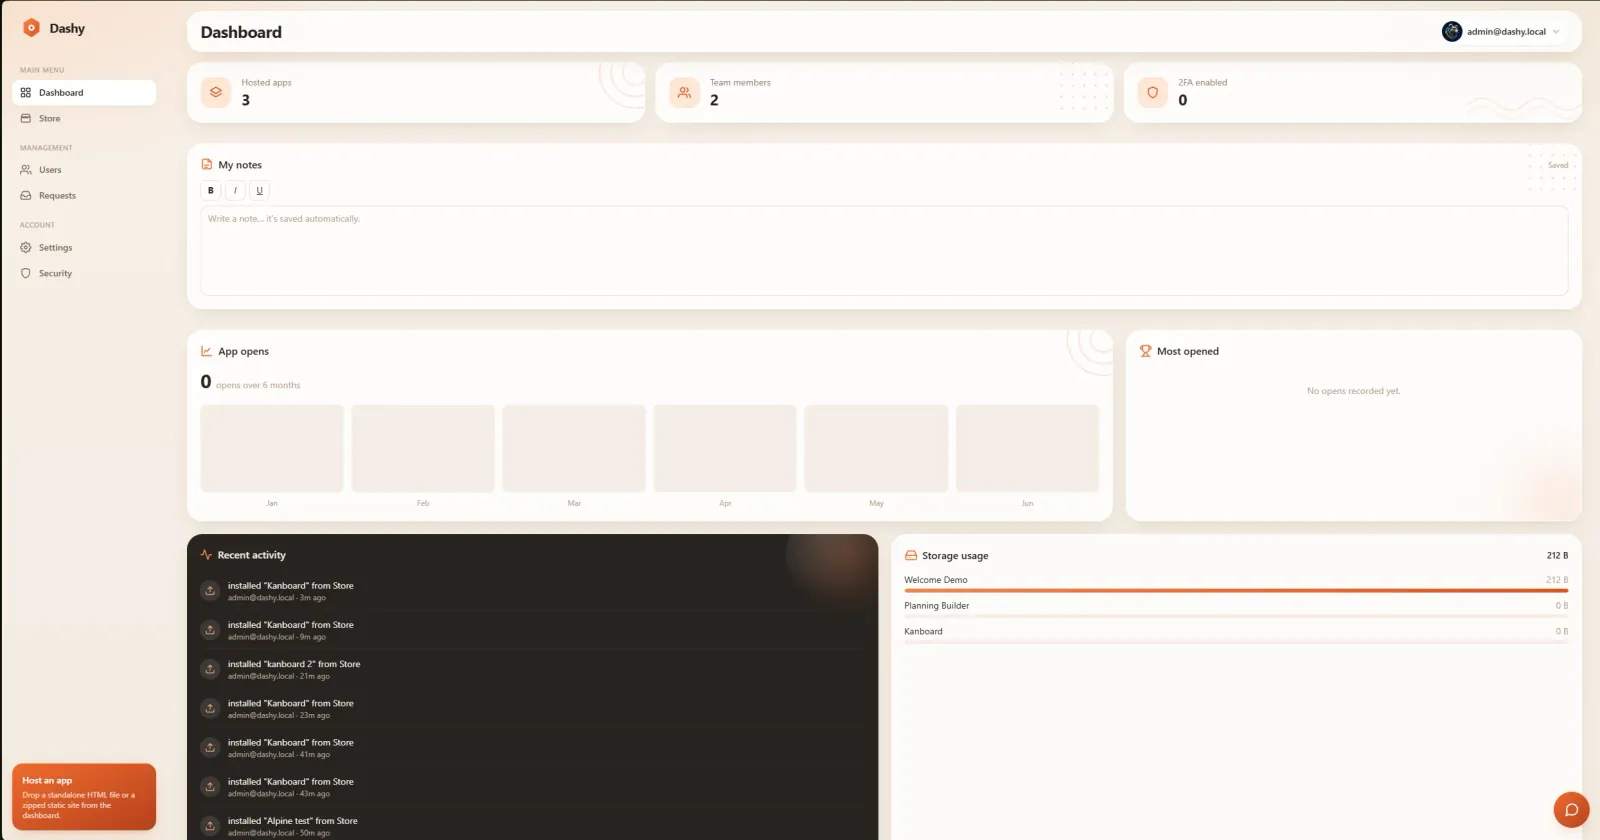 Dashy
MAIN MENU
Dashboard
Store
MANAGEMENT
Users
Requests
ACCOUNT
Settings
Security
Host an app
Drop a standalone HTML file or a
zipped static site from the
dashboard.
Dashboard
admin@dashy.local
Hosted apps
3
Team members
2
2FA enabled
0
My notes
Saved
B I U
Write a note... it's saved automatically.
App opens
0 opens over 6 months
Jan Feb Mar Apr May Jun
Most opened
No opens recorded yet.
Recent activity
installed "Kanboard" from Store
admin@dashy.local · 3m ago
installed "Kanboard" from Store
admin@dashy.local · 9m ago
installed "kanboard 2" from Store
admin@dashy.local · 21m ago
installed "Kanboard" from Store
admin@dashy.local · 23m ago
installed "Kanboard" from Store
admin@dashy.local · 41m ago
installed "Kanboard" from Store
admin@dashy.local · 43m ago
installed "Alpine test" from Store
admin@dashy.local · 50m ago
Storage usage 212 B
Welcome Demo 212 B
Planning Builder 0 B
Kanboard 0 B